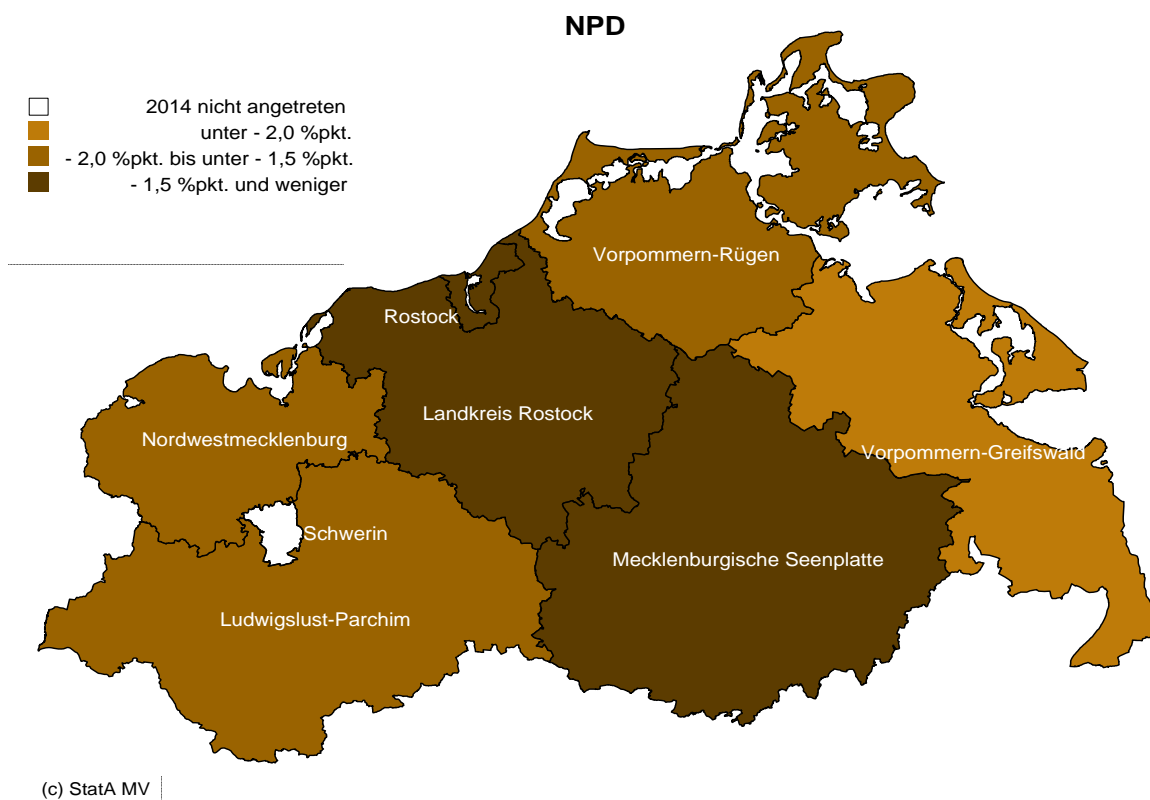 NPD
2014 nicht angetreten
unter - 2,0 %pkt.
- 2,0 %pkt. bis unter - 1,5 %pkt.
- 1,5 %pkt. und weniger
Vorpommern-Rügen
Rostock
Landkreis Rostock
Nordwestmecklenburg
Vorpommern-Greifswald
Schwerin
Mecklenburgische Seenplatte
Ludwigslust-Parchim
(c) StatA MV